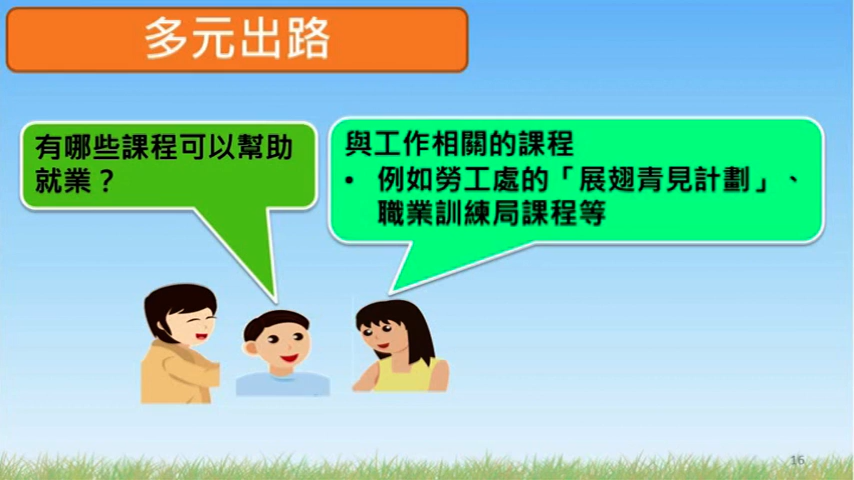 多元出路
有哪些課程可以幫助
就業？
與工作相關的課程
• 例如勞工處的「展翅青見計劃」、
職業訓練局課程等
16